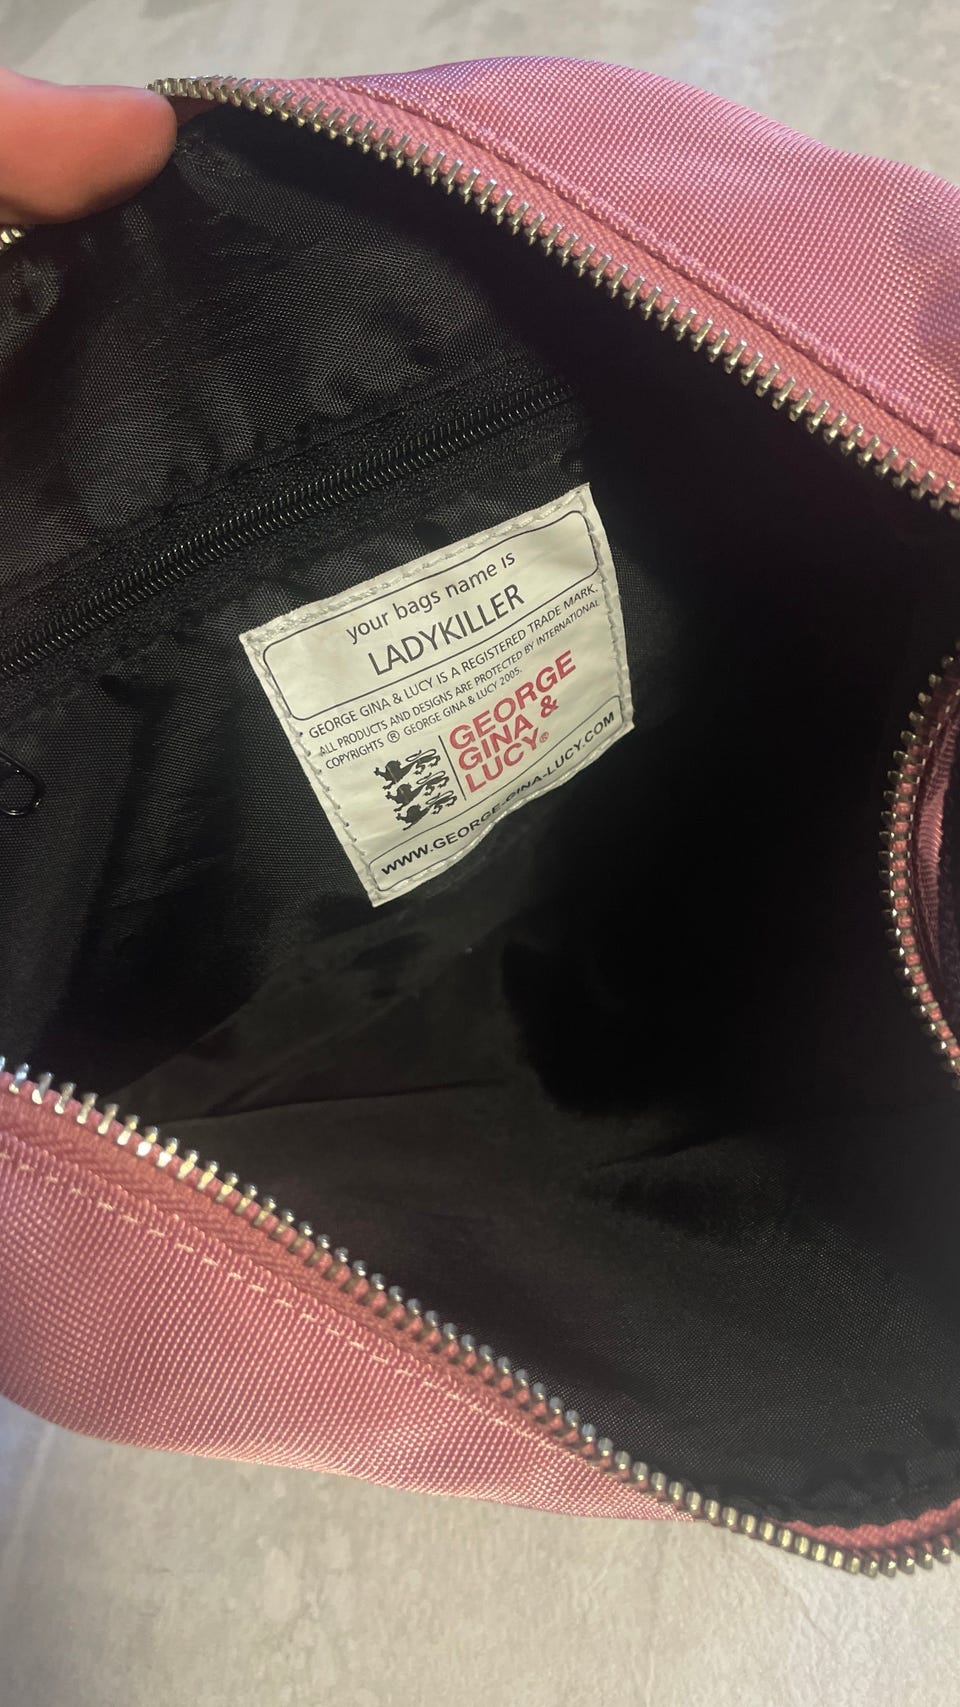 your bags name is
LADYKILLER
GEORGE GINA & LUCY IS A REGISTERED TRADE MARK.
ALL PRODUCTS AND DESIGNS ARE PROTECTED BY INTERNATIONAL
COPYRIGHTS ® GEORGE GINA & LUCY 2005.
GEORGE
GINA &
LUCY®
WWW.GEORGE-GINA-LUCY.COM